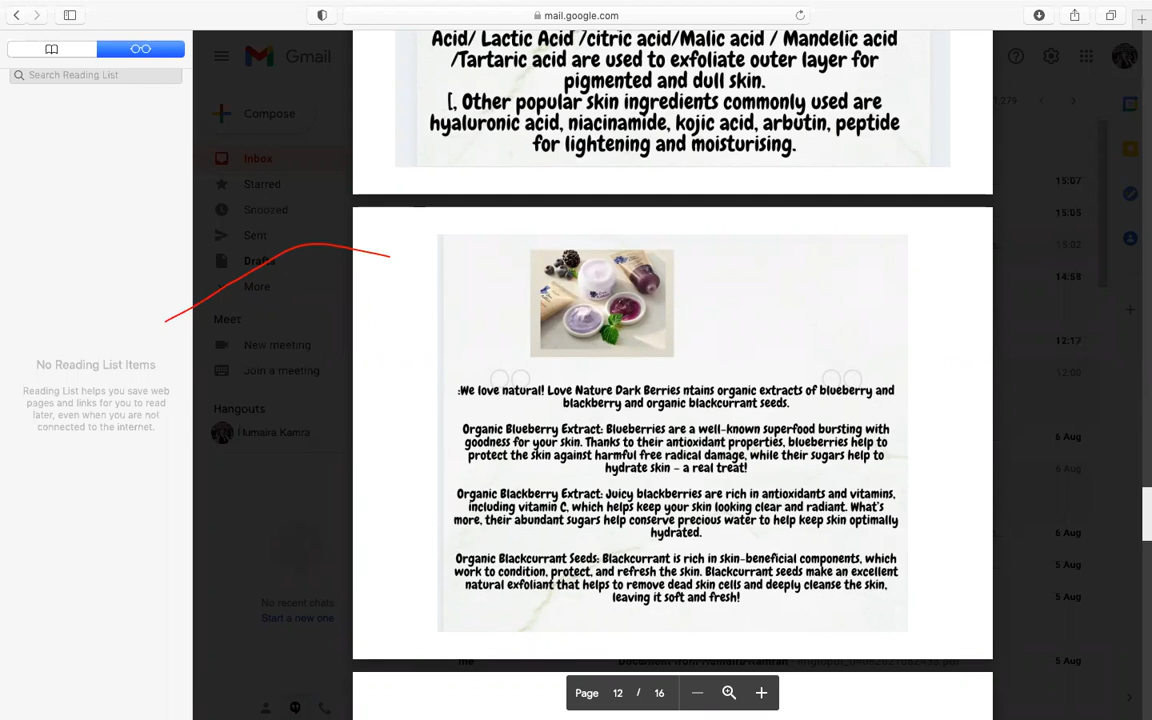 mail.google.com
Search Reading List
No Reading List Items
Reading List helps you save web
pages and links for you to read
later, even when you are not
connected to the internet.
Gmail
Compose
Inbox
Starred
Snoozed
Sent
Drafts
More
Meet
New meeting
Join a meeting
Hangouts
Humaira Kamra
No recent chats
Start a new one
Acid/ Lactic Acid /citric acid/Malic acid / Mandelic acid
/Tartaric acid are used to exfoliate outer layer for
pigmented and dull skin.
[, Other popular skin ingredients commonly used are
hyaluronic acid, niacinamide, kojic acid, arbutin, peptide
for lightening and moisturising.
:We love natural! Love Nature Dark Berries ntains organic extracts of blueberry and
blackberry and organic blackcurrant seeds.
Organic Blueberry Extract: Blueberries are a well-known superfood bursting with
goodness for your skin. Thanks to their antioxidant properties, blueberries help to
protect the skin against harmful free radical damage, while their sugars help to
hydrate skin – a real treat!
Organic Blackberry Extract: Juicy blackberries are rich in antioxidants and vitamins,
including vitamin C, which helps keep your skin looking clear and radiant. What's
more, their abundant sugars help conserve precious water to help keep skin optimally
hydrated.
Organic Blackcurrant Seeds: Blackcurrant is rich in skin-beneficial components, which
work to condition, protect, and refresh the skin. Blackcurrant seeds make an excellent
natural exfoliant that helps to remove dead skin cells and deeply cleanse the skin,
leaving it soft and fresh!
Page 12 / 16
me
1,279
15:07
15:05
15:02
14:58
12:17
12:00
6 Aug
6 Aug
6 Aug
5 Aug
5 Aug
5 Aug